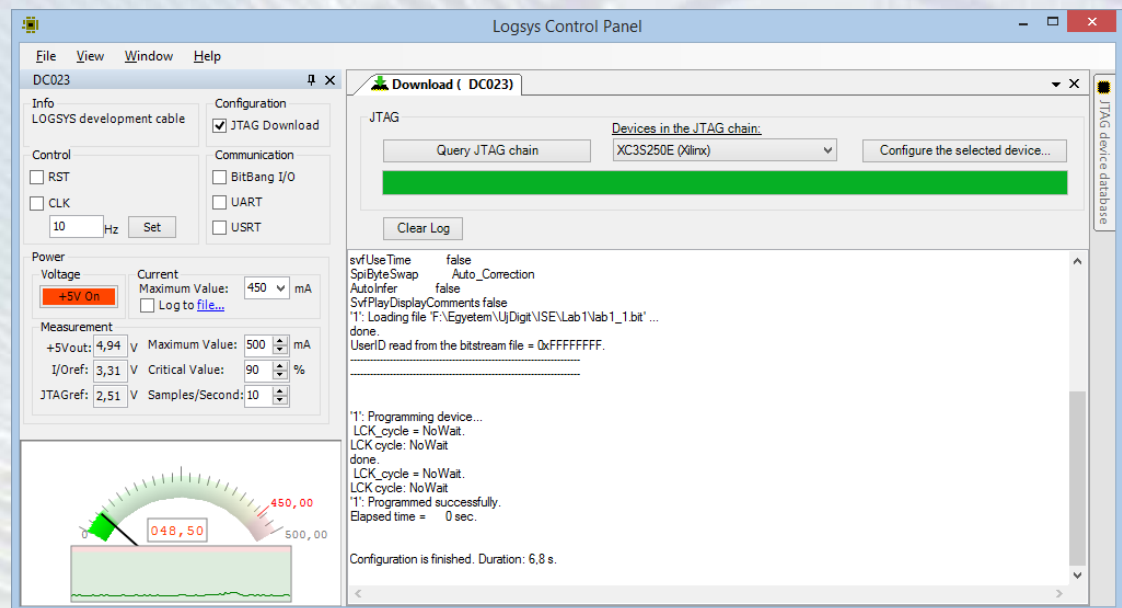 Logsys Control Panel
File View Window Help
DC023
Info
LOGSYS development cable
Configuration
JTAG Download
Control
RST
CLK
10 Hz Set
Communication
BitBang I/O
UART
USRT
Power
Voltage
+5V On
Current
Maximum Value: 450 mA
Log to file...
Measurement
+5Vout: 4,94 V Maximum Value: 500 mA
I/Oref: 3,31 V Critical Value: 90 %
JTAGref: 2,51 V Samples/Second: 10
0
048,50
450,00
500,00
Download ( DC023)
JTAG
Devices in the JTAG chain:
Query JTAG chain XC3S250E (Xilinx) Configure the selected device...
Clear Log
svfUseTime false
SpiByteSwap Auto_Correction
AutoInfer false
SvfPlayDisplayComments false
'1': Loading file 'F:\Egyetem\UjDigit\ISE\Lab1\lab1_1.bit' ...
done.
UserID read from the bitstream file = 0xFFFFFFFF.
----------------------------------------------------------------------
----------------------------------------------------------------------
'1': Programming device...
LCK_cycle = NoWait.
LCK cycle: NoWait
done.
LCK_cycle = NoWait.
LCK cycle: NoWait
'1': Programmed successfully.
Elapsed time = 0 sec.
Configuration is finished. Duration: 6,8 s.
JTAG device database